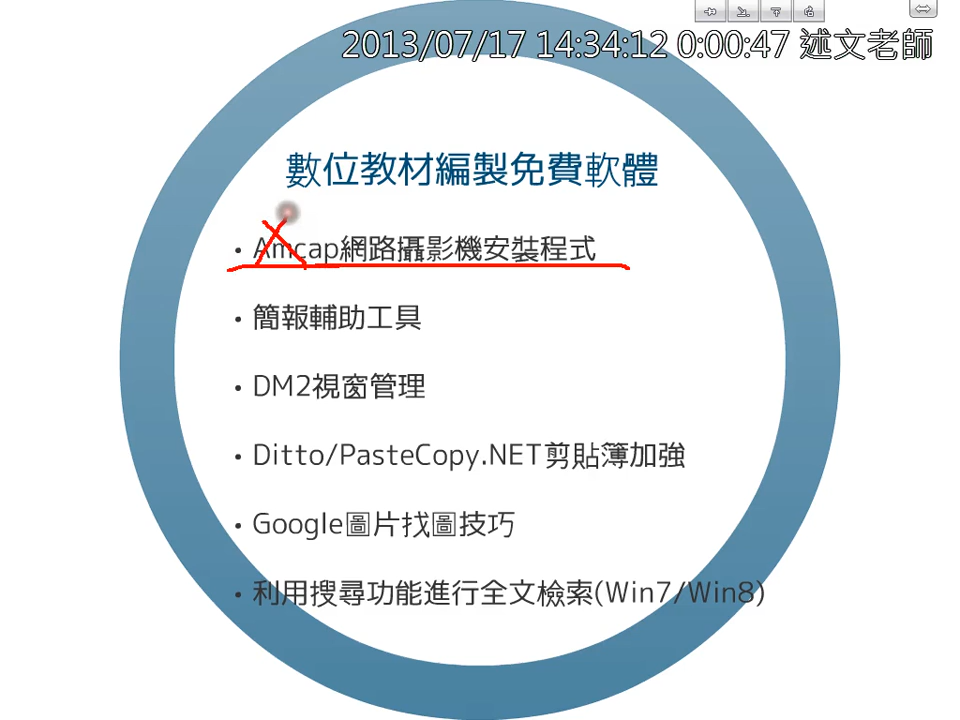 2013/07/17 14:34:12 0:00:47 述文老師
數位教材編製免費軟體
• Amcap網路攝影機安裝程式
• 簡報輔助工具
• DM2視窗管理
• Ditto/PasteCopy.NET剪貼簿加強
• Google圖片找圖技巧
• 利用搜尋功能進行全文檢索(Win7/Win8)